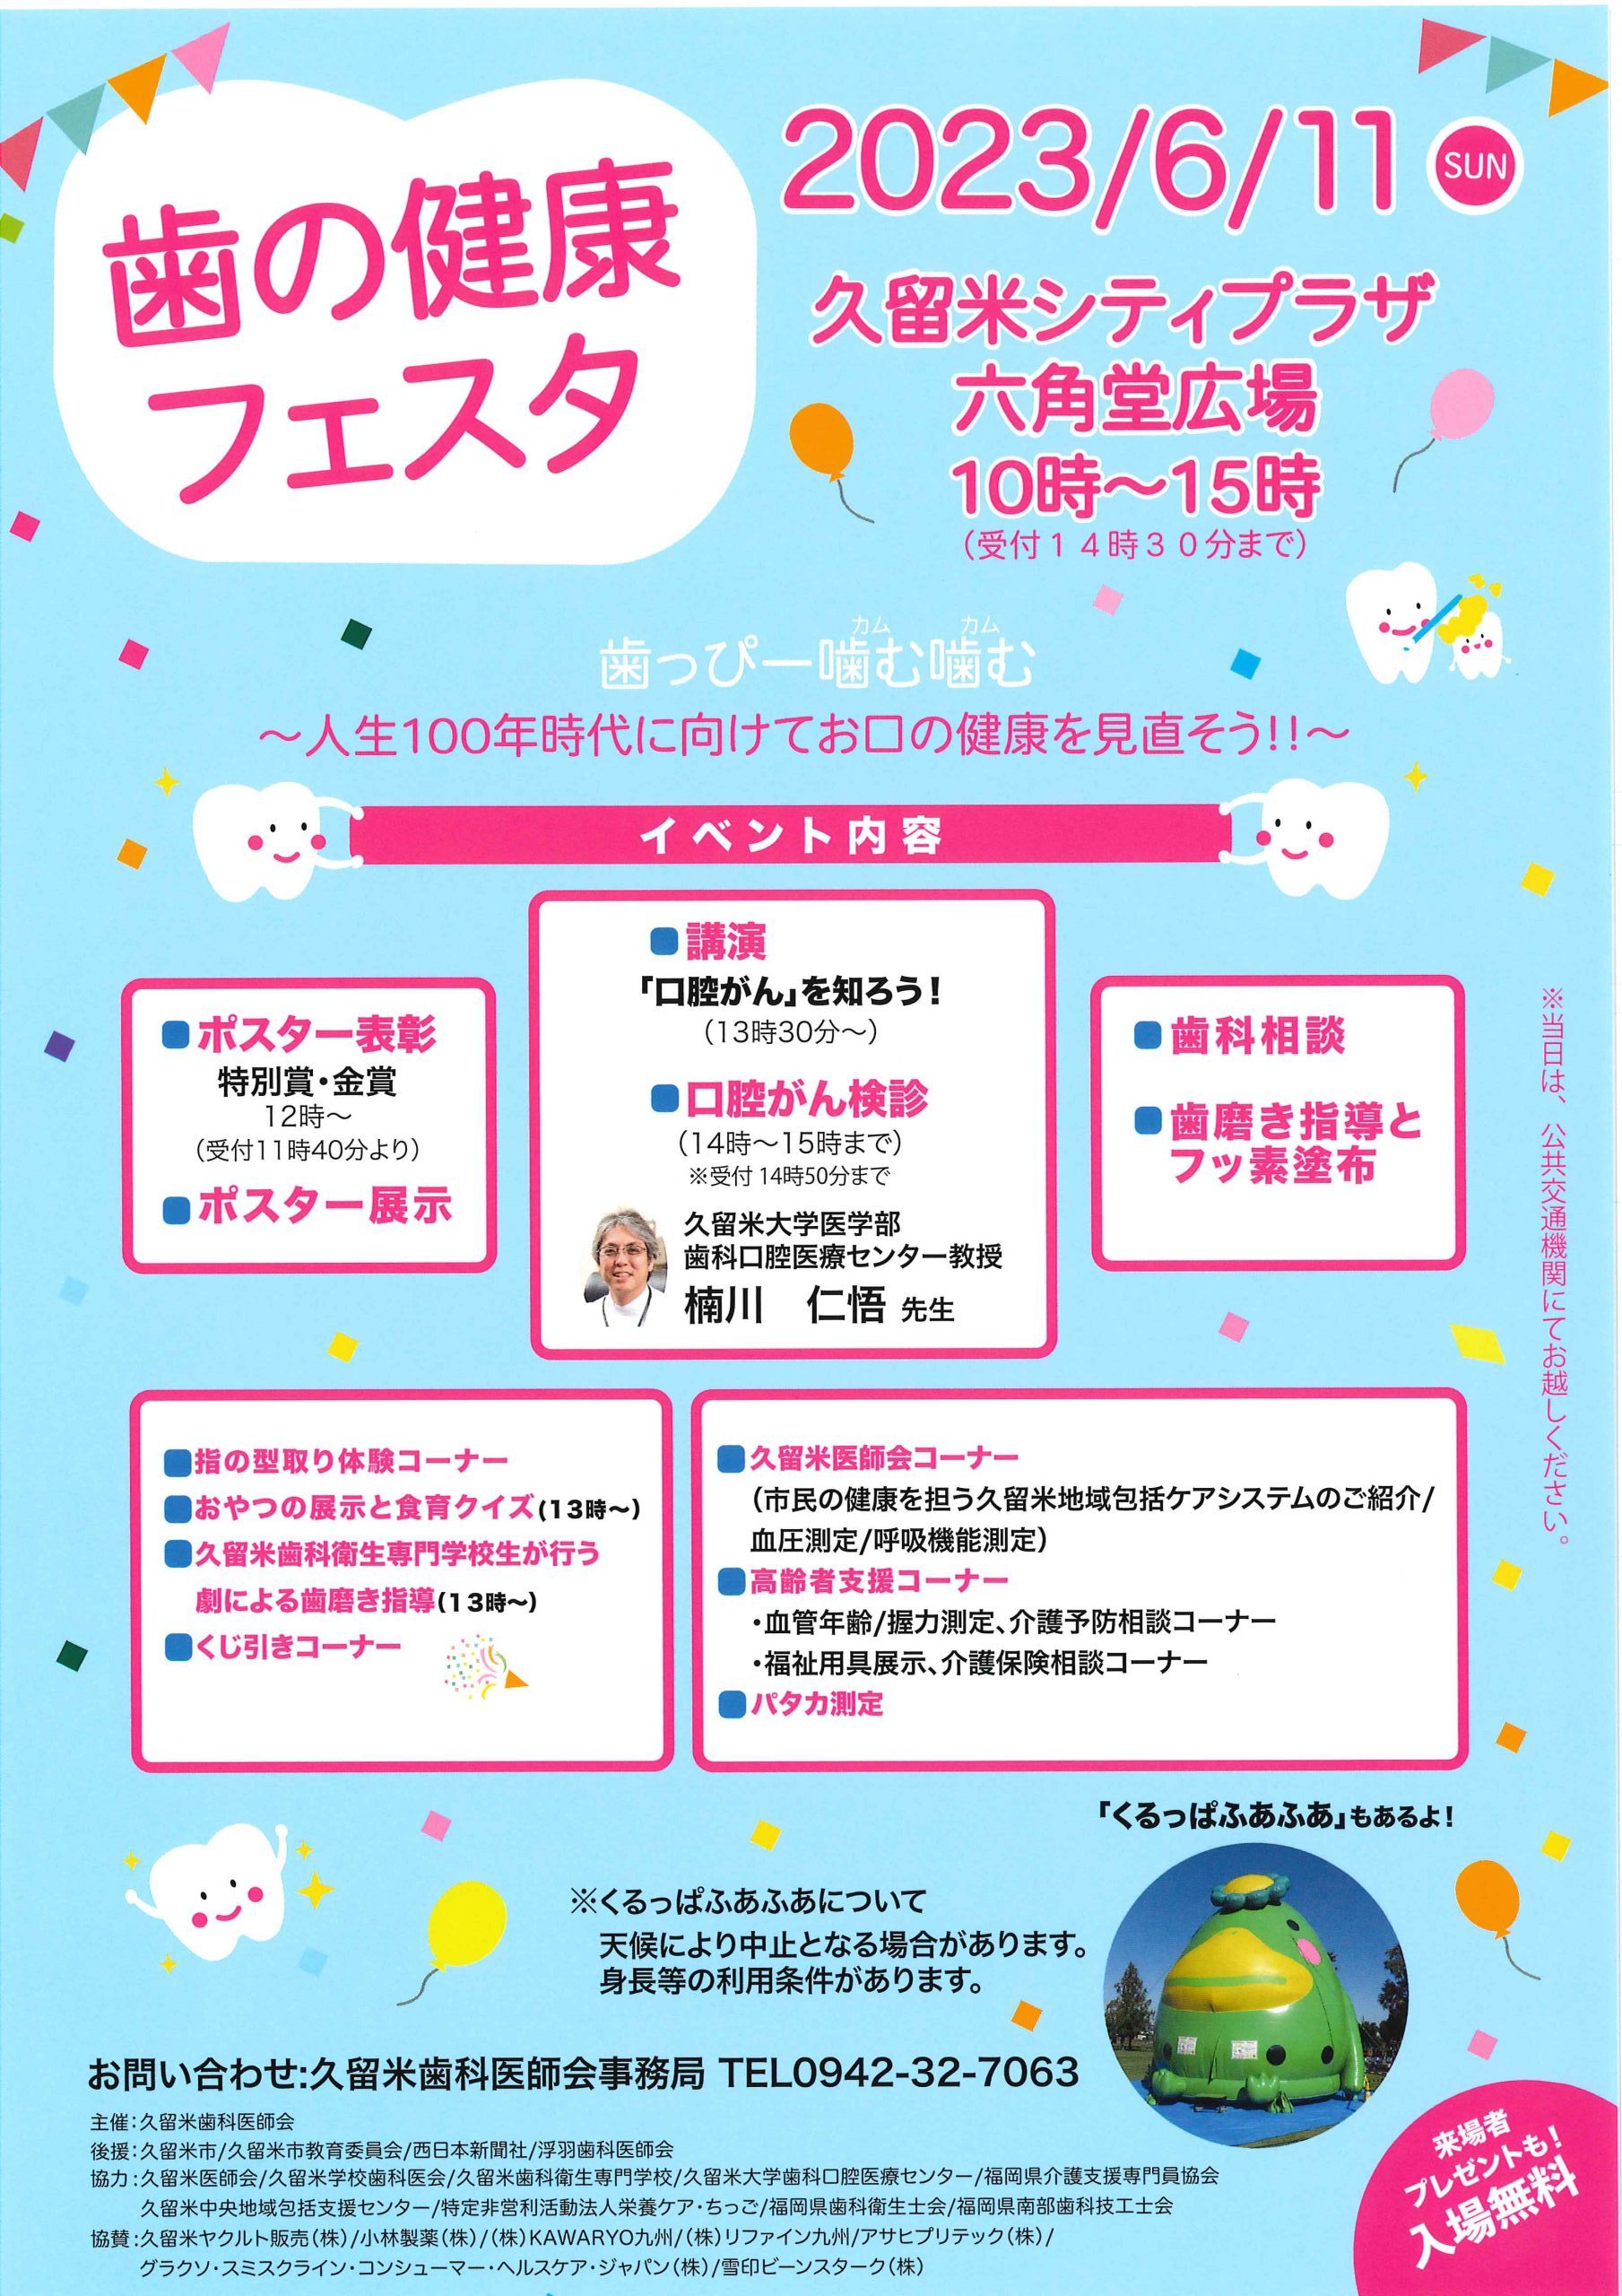 歯の健康
フェスタ
2023/6/11 SUN
久留米シティプラザ
六角堂広場
10時～15時
（受付１４時３０分まで）
カム カム
歯っぴー噛む噛む
～人生100年時代に向けてお口の健康を見直そう!!～
イベント内容
ポスター表彰
特別賞・金賞
12時～
（受付11時40分より）
ポスター展示
講演
「口腔がん」を知ろう！
（13時30分～）
口腔がん検診
（14時～15時まで）
※受付 14時50分まで
久留米大学医学部
歯科口腔医療センター教授
楠川　仁悟 先生
歯科相談
歯磨き指導と
フッ素塗布
※当日は、公共交通機関にてお越しください。
指の型取り体験コーナー
おやつの展示と食育クイズ(13時～)
久留米歯科衛生専門学校生が行う
劇による歯磨き指導(13時～)
くじ引きコーナー
久留米医師会コーナー
（市民の健康を担う久留米地域包括ケアシステムのご紹介/
血圧測定/呼吸機能測定）
高齢者支援コーナー
・血管年齢/握力測定、介護予防相談コーナー
・福祉用具展示、介護保険相談コーナー
パタカ測定
「くるっぱふあふあ」もあるよ！
※くるっぱふあふあについて
天候により中止となる場合があります。
身長等の利用条件があります。
お問い合わせ:久留米歯科医師会事務局 TEL0942-32-7063
主催：久留米歯科医師会
後援：久留米市/久留米市教育委員会/西日本新聞社/浮羽歯科医師会
協力：久留米医師会/久留米学校歯科医会/久留米歯科衛生専門学校/久留米大学歯科口腔医療センター/福岡県介護支援専門員協会
久留米中央地域包括支援センター/特定非営利活動法人栄養ケア・ちっご/福岡県歯科衛生士会/福岡県南部歯科技工士会
協賛：久留米ヤクルト販売（株）/小林製薬（株）/（株）KAWARYO九州/（株）リファイン九州/アサヒプリテック（株）/
グラクソ・スミスクライン・コンシューマー・ヘルスケア・ジャパン（株）/雪印ビーンスターク（株）
来場者
プレゼントも！
入場無料